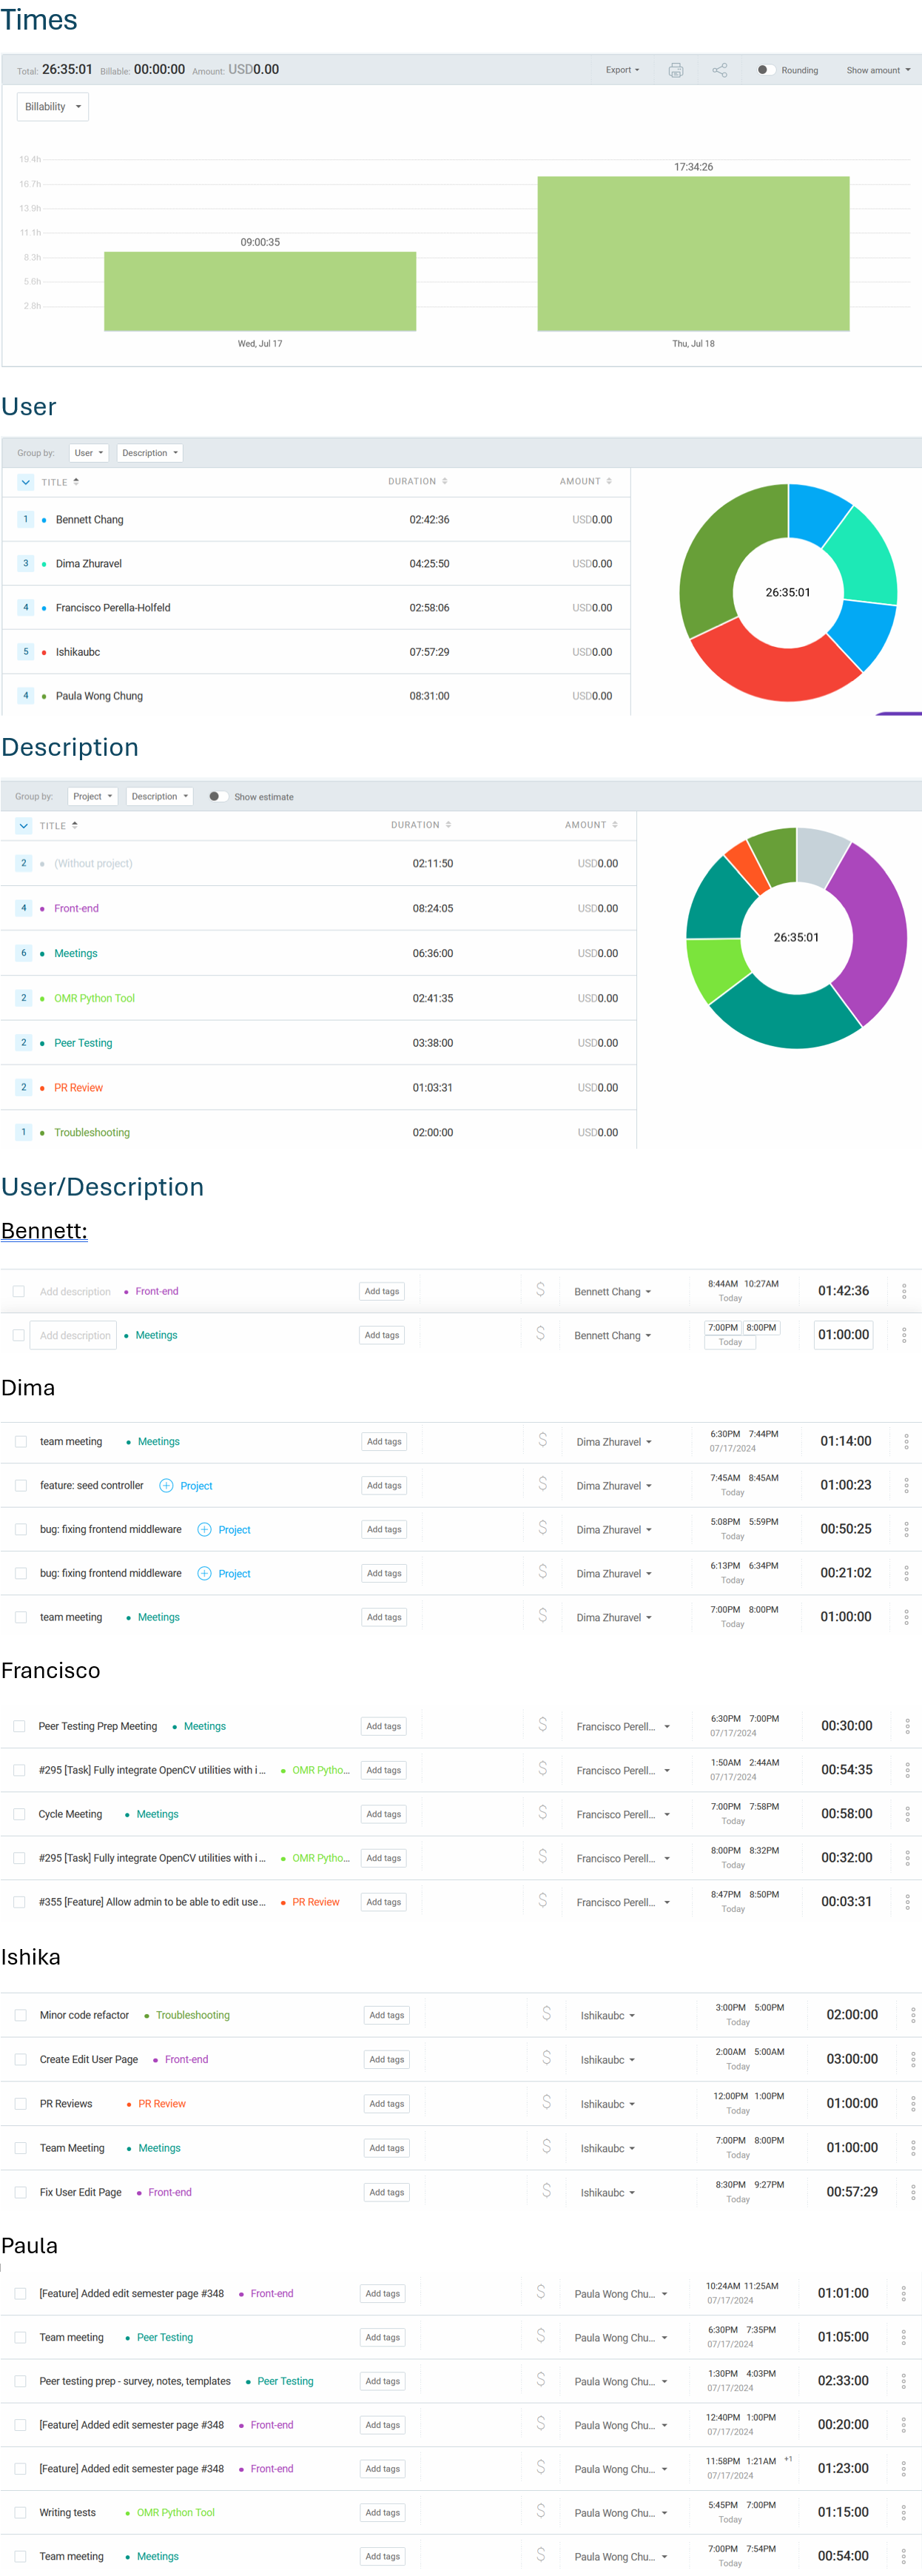 Times
Total: 26:35:01 Billable: 00:00:00 Amount: USD0.00 Export Rounding Show amount
Billability
19.4h
17:34:26
16.7h
13.9h
11.1h
09:00:35
8.3h
5.6h
2.8h
Wed, Jul 17 Thu, Jul 18
User
Group by: User Description
TITLE DURATION AMOUNT
1 Bennett Chang 02:42:36 USD0.00
3 Dima Zhuravel 04:25:50 USD0.00
4 Francisco Perella-Holfeld 02:58:06 USD0.00
5 Ishikaubc 07:57:29 USD0.00
4 Paula Wong Chung 08:31:00 USD0.00
26:35:01
Description
Group by: Project Description Show estimate
TITLE DURATION AMOUNT
2 (Without project) 02:11:50 USD0.00
4 Front-end 08:24:05 USD0.00
6 Meetings 06:36:00 USD0.00
2 OMR Python Tool 02:41:35 USD0.00
2 Peer Testing 03:38:00 USD0.00
2 PR Review 01:03:31 USD0.00
1 Troubleshooting 02:00:00 USD0.00
26:35:01
User/Description
Bennett:
Add description Front-end Add tags $ Bennett Chang 8:44AM 10:27AM Today 01:42:36
Add description Meetings Add tags $ Bennett Chang 7:00PM 8:00PM Today 01:00:00
Dima
team meeting Meetings Add tags $ Dima Zhuravel 6:30PM 7:44PM 07/17/2024 01:14:00
feature: seed controller Project Add tags $ Dima Zhuravel 7:45AM 8:45AM Today 01:00:23
bug: fixing frontend middleware Project Add tags $ Dima Zhuravel 5:08PM 5:59PM Today 00:50:25
bug: fixing frontend middleware Project Add tags $ Dima Zhuravel 6:13PM 6:34PM Today 00:21:02
team meeting Meetings Add tags $ Dima Zhuravel 7:00PM 8:00PM Today 01:00:00
Francisco
Peer Testing Prep Meeting Meetings Add tags $ Francisco Perell... 6:30PM 7:00PM 07/17/2024 00:30:00
#295 [Task] Fully integrate OpenCV utilities with i... OMR Pytho... Add tags $ Francisco Perell... 1:50AM 2:44AM 07/17/2024 00:54:35
Cycle Meeting Meetings Add tags $ Francisco Perell... 7:00PM 7:58PM Today 00:58:00
#295 [Task] Fully integrate OpenCV utilities with i... OMR Pytho... Add tags $ Francisco Perell... 8:00PM 8:32PM Today 00:32:00
#355 [Feature] Allow admin to be able to edit use... PR Review Add tags $ Francisco Perell... 8:47PM 8:50PM Today 00:03:31
Ishika
Minor code refactor Troubleshooting Add tags $ Ishikaubc 3:00PM 5:00PM Today 02:00:00
Create Edit User Page Front-end Add tags $ Ishikaubc 2:00AM 5:00AM Today 03:00:00
PR Reviews PR Review Add tags $ Ishikaubc 12:00PM 1:00PM Today 01:00:00
Team Meeting Meetings Add tags $ Ishikaubc 7:00PM 8:00PM Today 01:00:00
Fix User Edit Page Front-end Add tags $ Ishikaubc 8:30PM 9:27PM Today 00:57:29
Paula
[Feature] Added edit semester page #348 Front-end Add tags $ Paula Wong Chu... 10:24AM 11:25AM 07/17/2024 01:01:00
Team meeting Peer Testing Add tags $ Paula Wong Chu... 6:30PM 7:35PM 07/17/2024 01:05:00
Peer testing prep - survey, notes, templates Peer Testing Add tags $ Paula Wong Chu... 1:30PM 4:03PM 07/17/2024 02:33:00
[Feature] Added edit semester page #348 Front-end Add tags $ Paula Wong Chu... 12:40PM 1:00PM 07/17/2024 00:20:00
[Feature] Added edit semester page #348 Front-end Add tags $ Paula Wong Chu... 11:58PM 1:21AM +1 07/17/2024 01:23:00
Writing tests OMR Python Tool Add tags $ Paula Wong Chu... 5:45PM 7:00PM Today 01:15:00
Team meeting Meetings Add tags $ Paula Wong Chu... 7:00PM 7:54PM Today 00:54:00